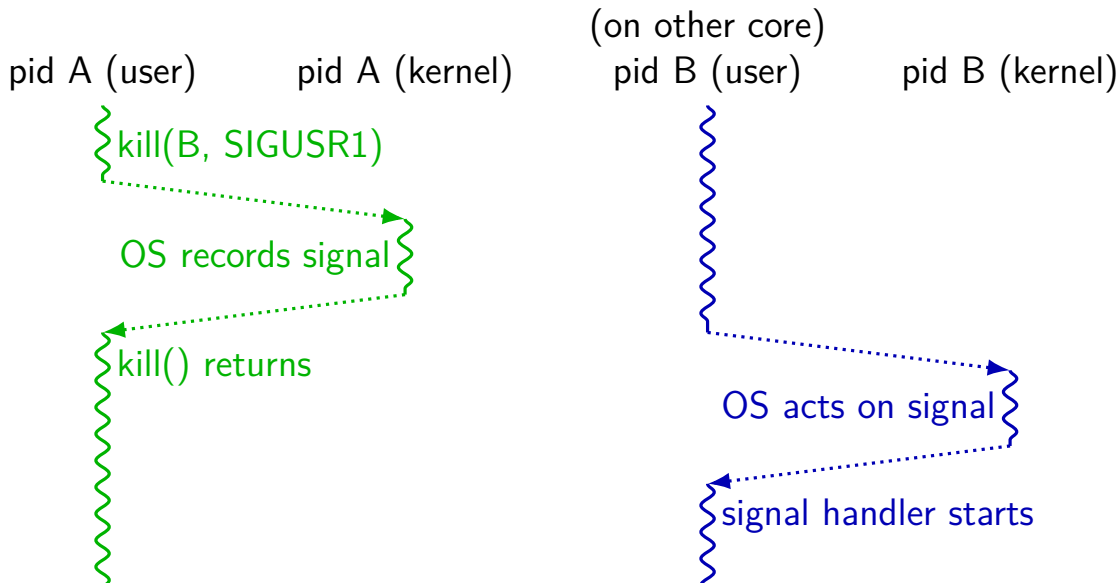 (on other core)
pid A (user)
pid A (kernel)
pid B (user)
pid B (kernel)
kill(B, SIGUSR1)
OS records signal
kill() returns
OS acts on signal
signal handler starts